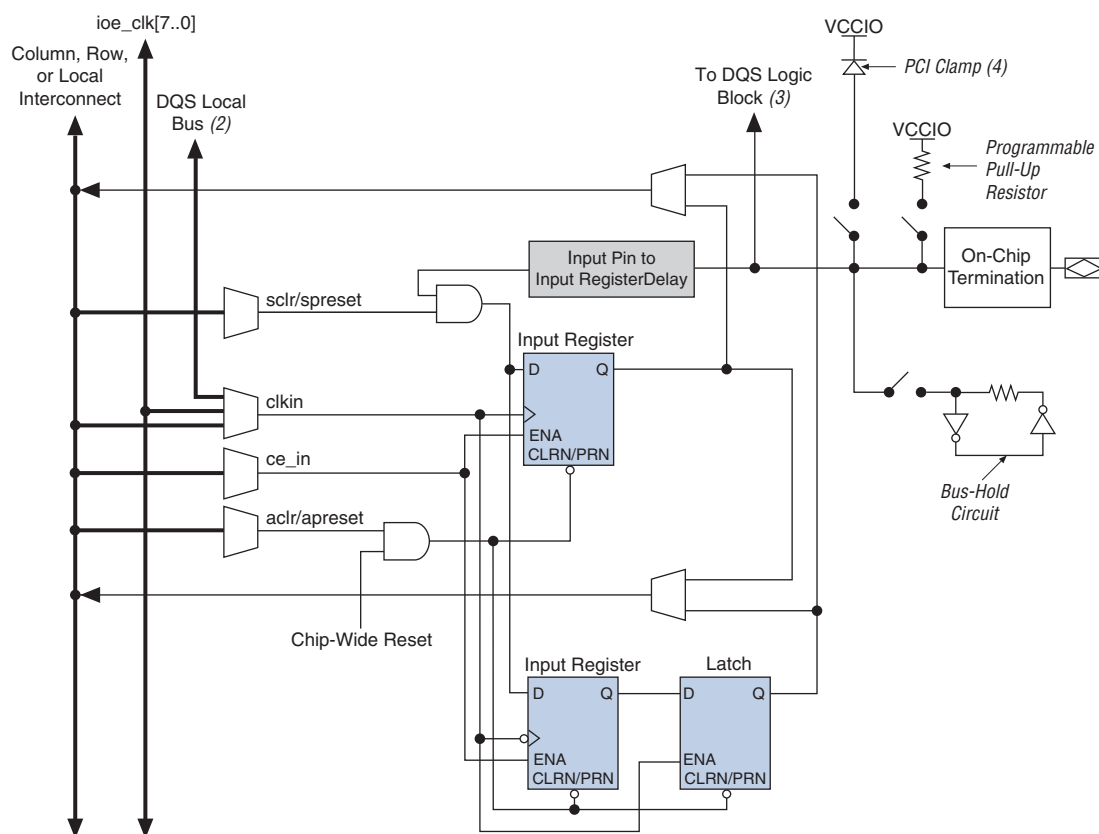 ioe_clk[7..0]
Column, Row,
or Local
Interconnect
DQS Local
Bus (2)
To DQS Logic
Block (3)
VCCIO
PCI Clamp (4)
VCCIO
Programmable
Pull-Up
Resistor
Input Pin to
Input RegisterDelay
On-Chip
Termination
sclr/spreset
Input Register
D
Q
clkin
ENA
CLRN/PRN
ce_in
aclr/apreset
Bus-Hold
Circuit
Chip-Wide Reset
Input Register
D
Q
ENA
CLRN/PRN
Latch
D
Q
ENA
CLRN/PRN